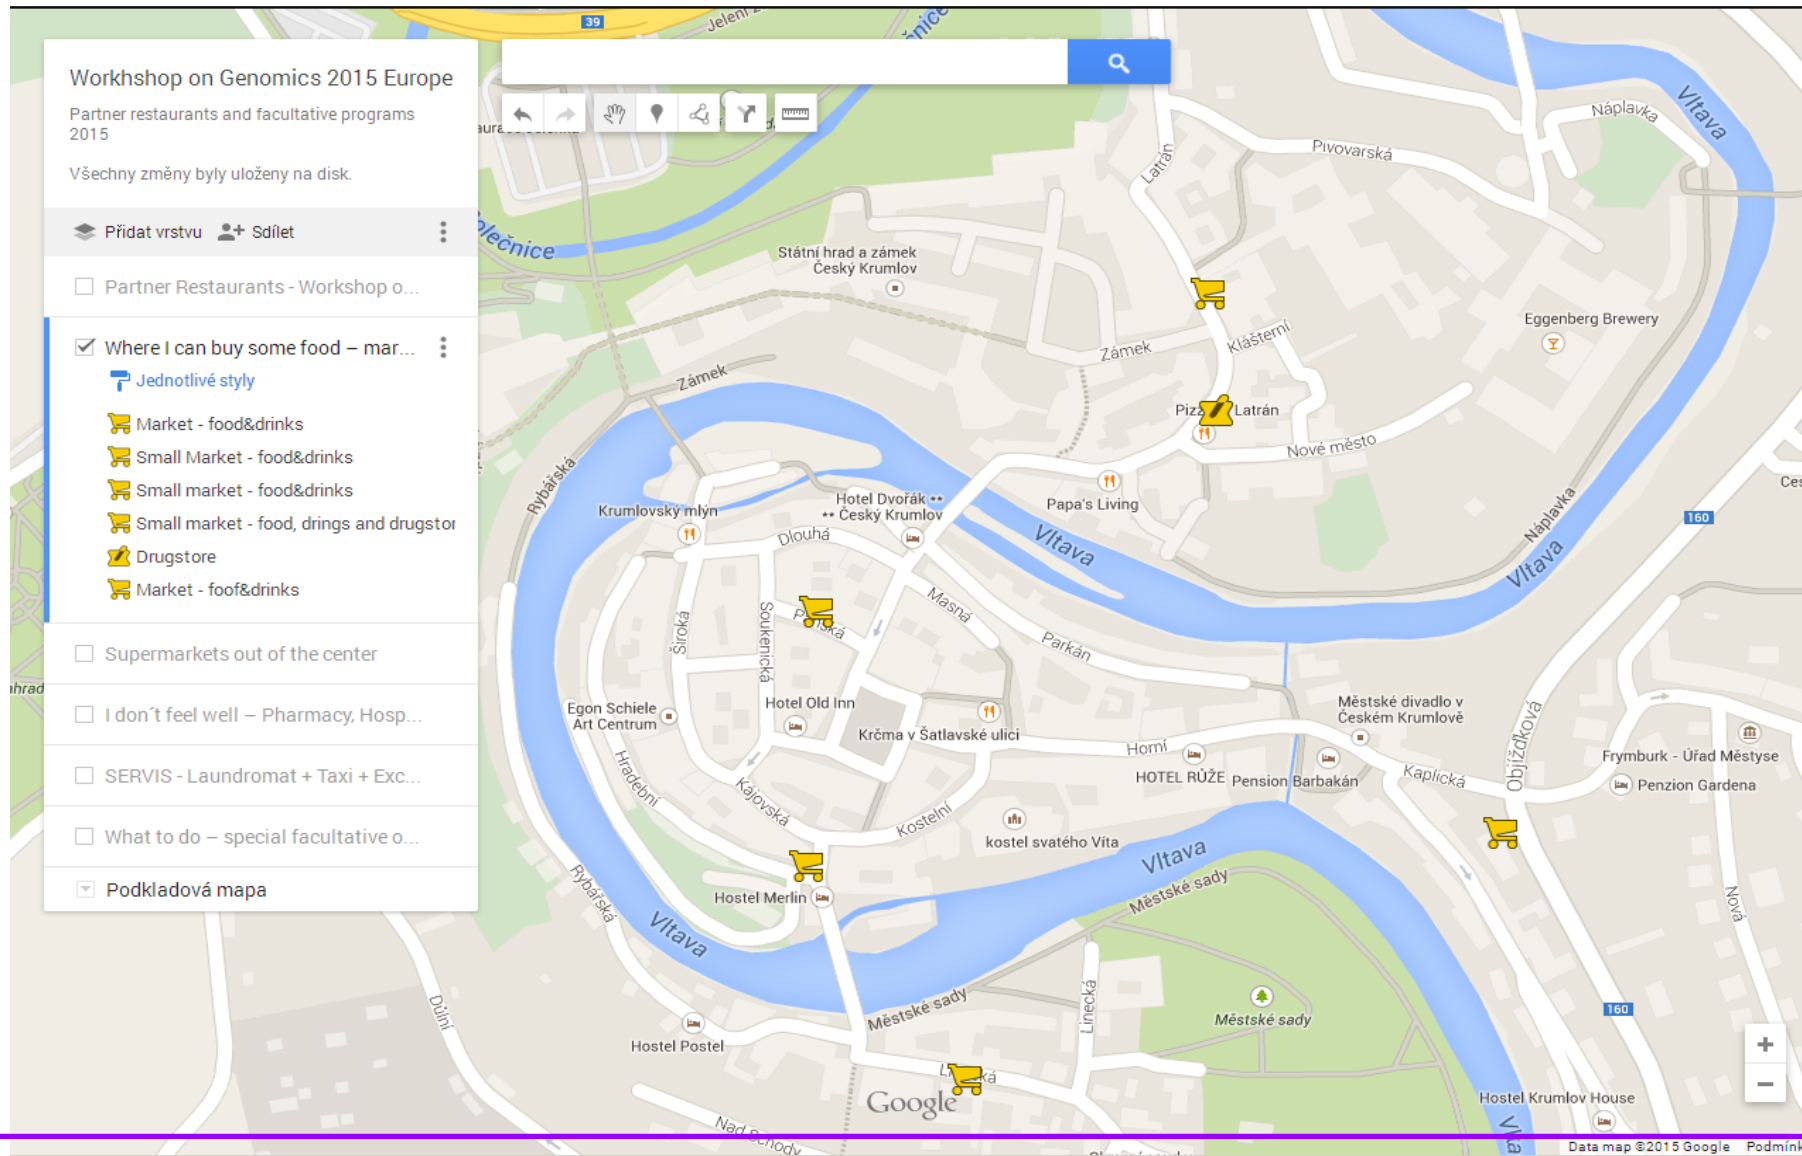 Workhshop on Genomics 2015 Europe
Partner restaurants and facultative programs
2015
Všechny změny byly uloženy na disk.
Přidat vrstvu
Sdílet
Partner Restaurants - Workshop o...
Where I can buy some food – mar...
Jednotlivé styly
Market - food&drinks
Small Market - food&drinks
Small market - food&drinks
Small market - food, drings and drugstor
Drugstore
Market - foof&drinks
Supermarkets out of the center
I don´t feel well – Pharmacy, Hosp...
SERVIS - Laundromat + Taxi + Exc...
What to do – special facultative o...
Podkladová mapa
39
Náplavka
Vltava
Pivovarská
Latrán
Státní hrad a zámek
Český Krumlov
Eggenberg Brewery
Klášterní
Zámek
Zámek
Latrán
Nové město
Rybářská
Papa's Living
Hotel Dvořák **
** Český Krumlov
Krumlovský mlýn
Dlouhá
Vltava
Náplavka
Vltava
160
Masná
Široká
Soukenická
Parkán
Egon Schiele
Art Centrum
Hotel Old Inn
Krčma v Šatlavské ulici
Městské divadlo v
Českém Krumlově
Horní
HOTEL RŮŽE
Pension Barbakán
Kaplická
Objížďková
Frymburk - Úřad Městyse
Penzion Gardena
Hradební
Kájovská
Kostelní
kostel svatého Víta
Vltava
Městské sady
Hostel Merlin
Rybářská
Vltava
Nová
Důlní
Městské sady
Linecká
Městské sady
160
Hostel Postel
Google
Nad Schody
Hostel Krumlov House
Data map ©2015 Google